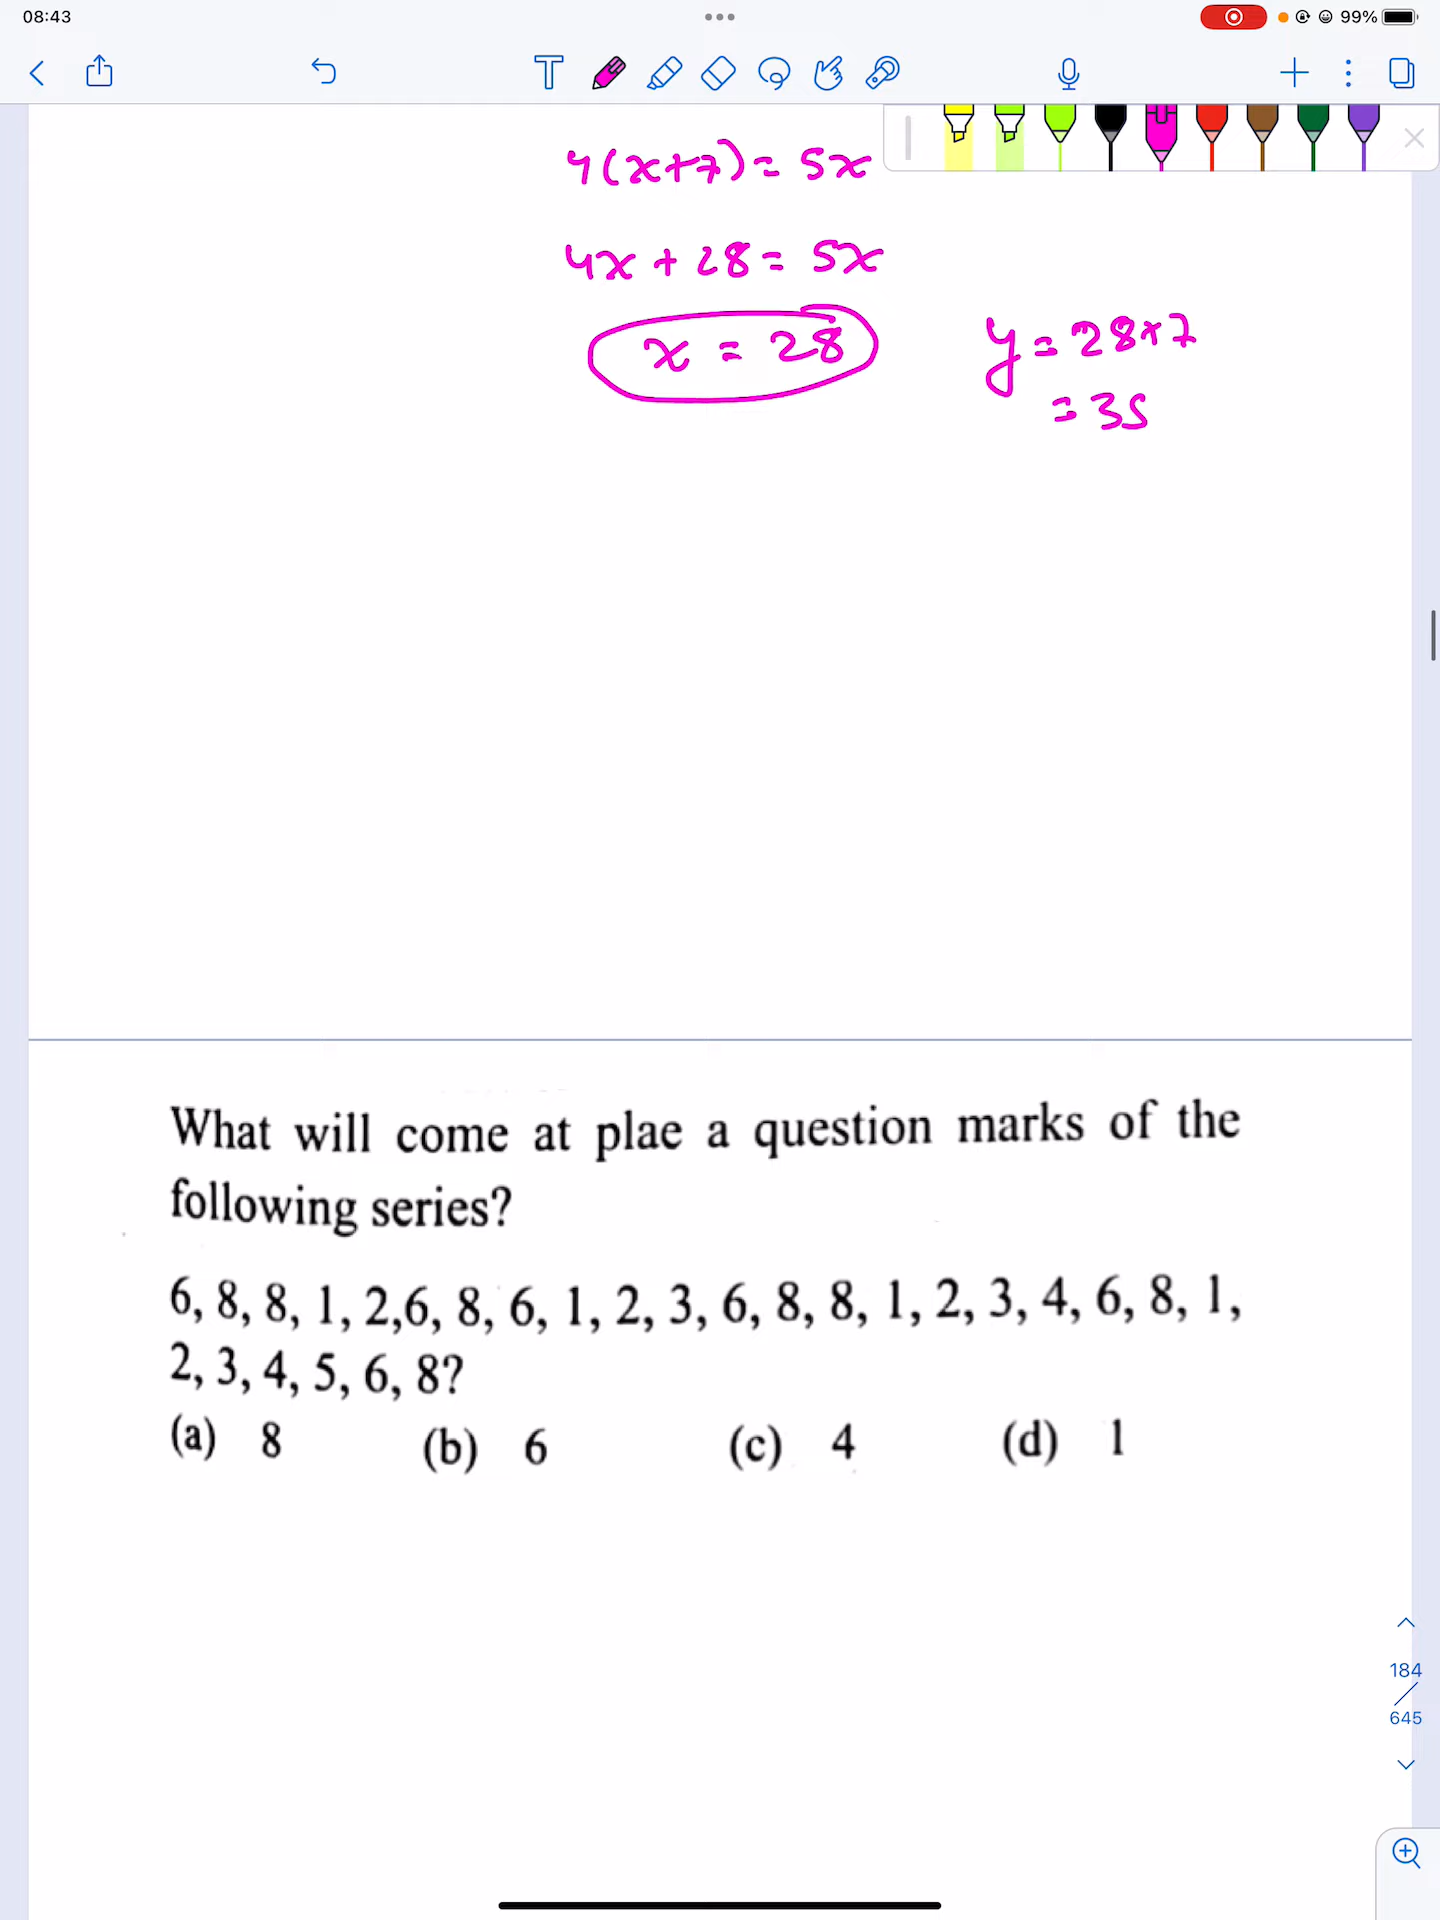 08:43
99%
T
4(x+7)= 5x
4x + 28 = 5x
x = 28
y = 28+7
= 35
What will come at plae a question marks of the
following series?
6, 8, 8, 1, 2,6, 8, 6, 1, 2, 3, 6, 8, 8, 1, 2, 3, 4, 6, 8, 1,
2, 3, 4, 5, 6, 8?
(a) 8 (b) 6 (c) 4 (d) 1
184
645